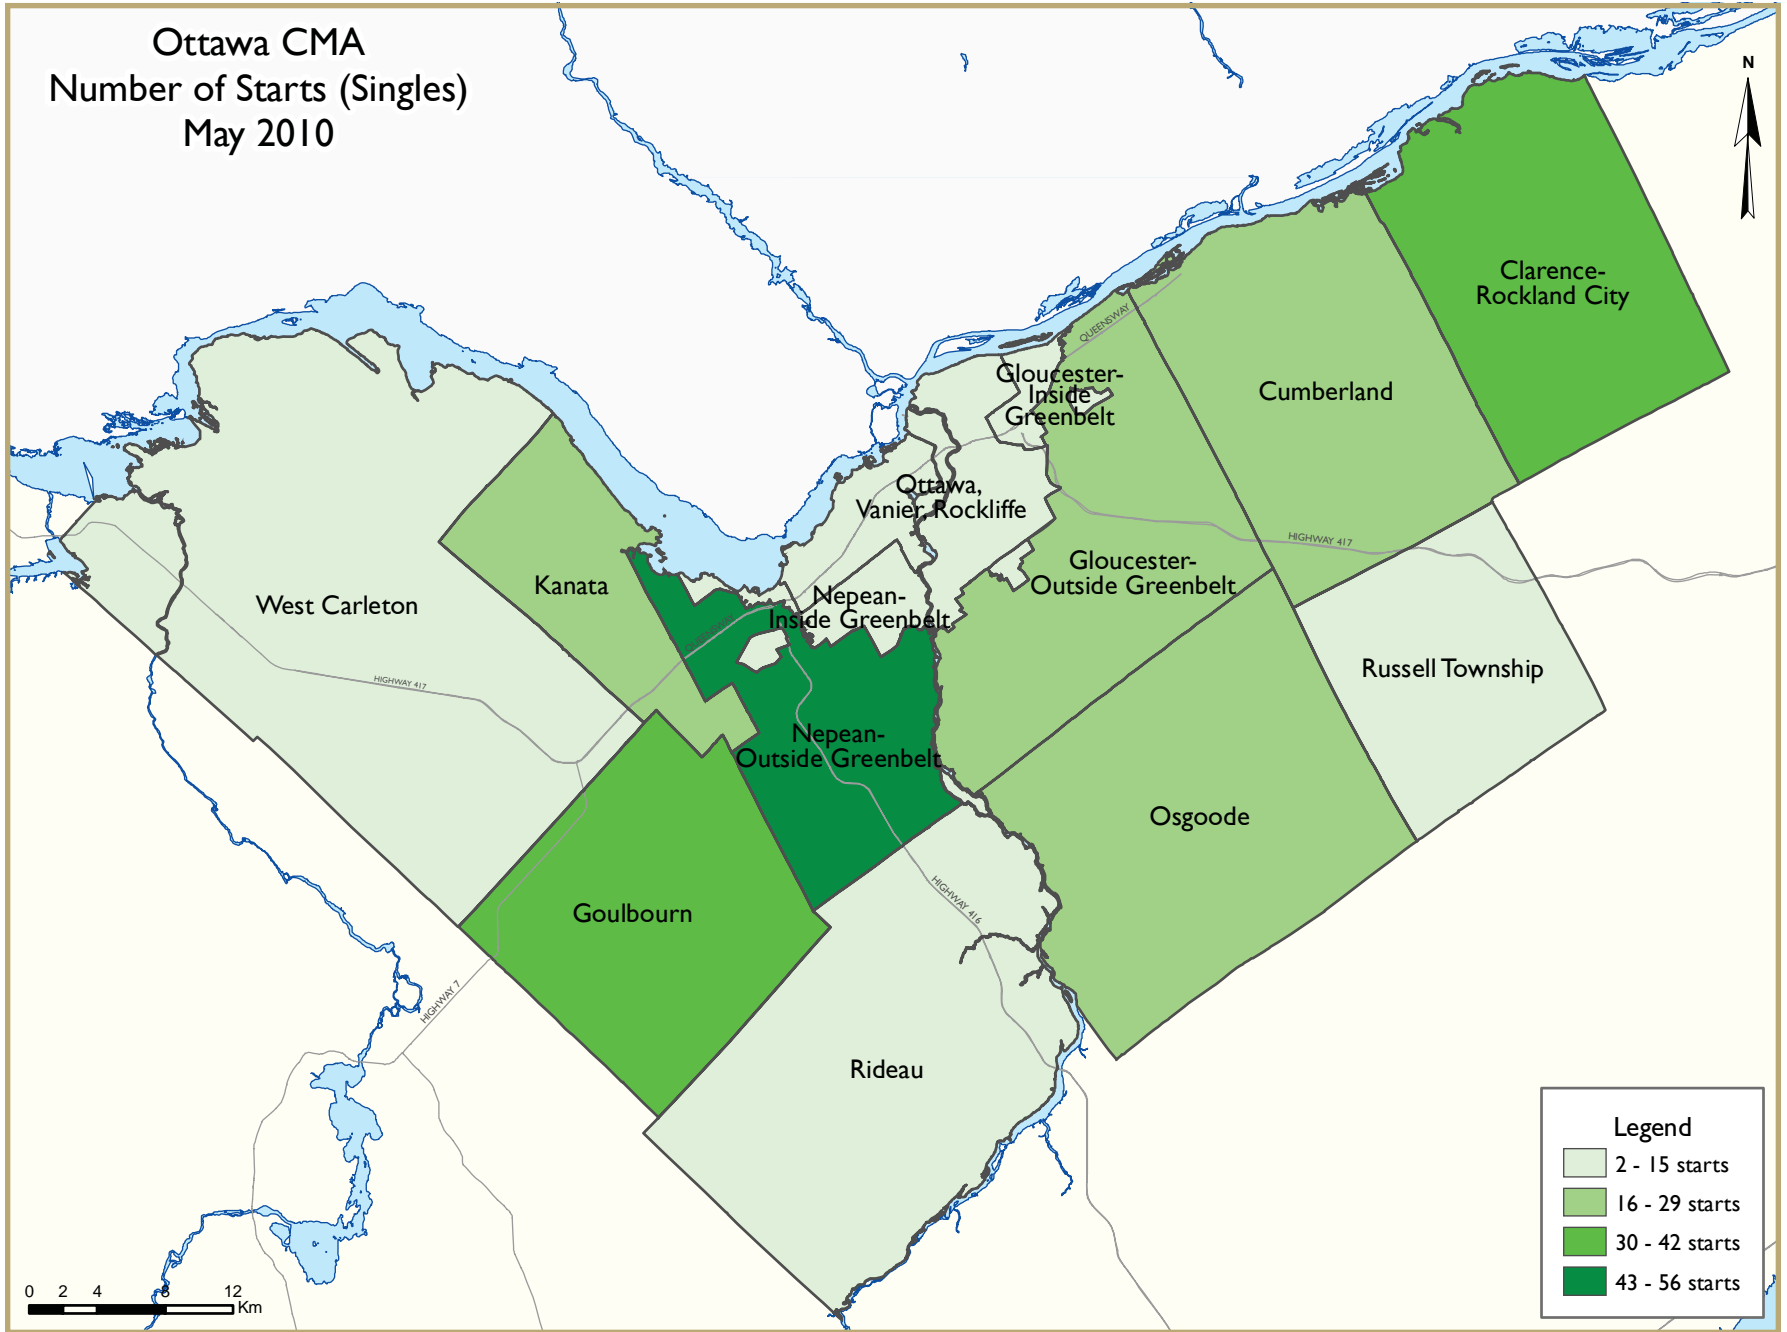 Ottawa CMA
Number of Starts (Singles)
May 2010
N
Clarence-
Rockland City
QUEENSWAY
Gloucester-
Inside
Greenbelt
Cumberland
Ottawa,
Vanier, Rockliffe
HIGHWAY 417
Gloucester-
Outside Greenbelt
Kanata
West Carleton
Nepean-
Inside Greenbelt
QUEENSWAY
Russell Township
HIGHWAY 417
Nepean-
Outside Greenbelt
Osgoode
HIGHWAY 416
Goulbourn
HIGHWAY 7
Rideau
Legend
2 - 15 starts
16 - 29 starts
30 - 42 starts
43 - 56 starts
0 2 4 8 12
Km